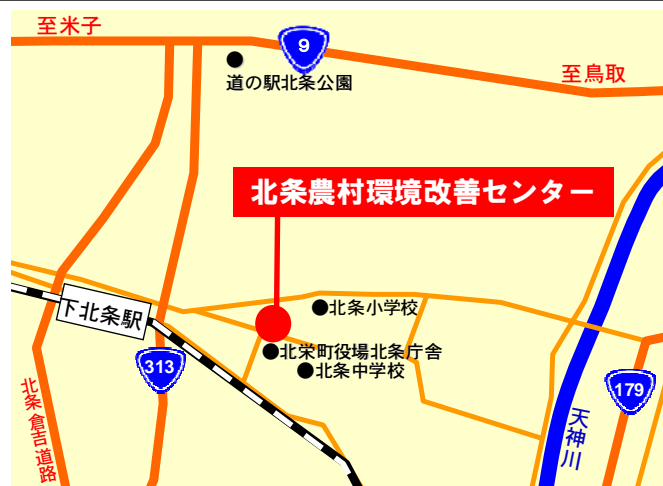 至米子
9
至鳥取
道の駅北条公園
北条農村環境改善センター
北条小学校
下北条駅
北栄町役場北条庁舎
313
北条中学校
179
北条倉吉道路
天神川